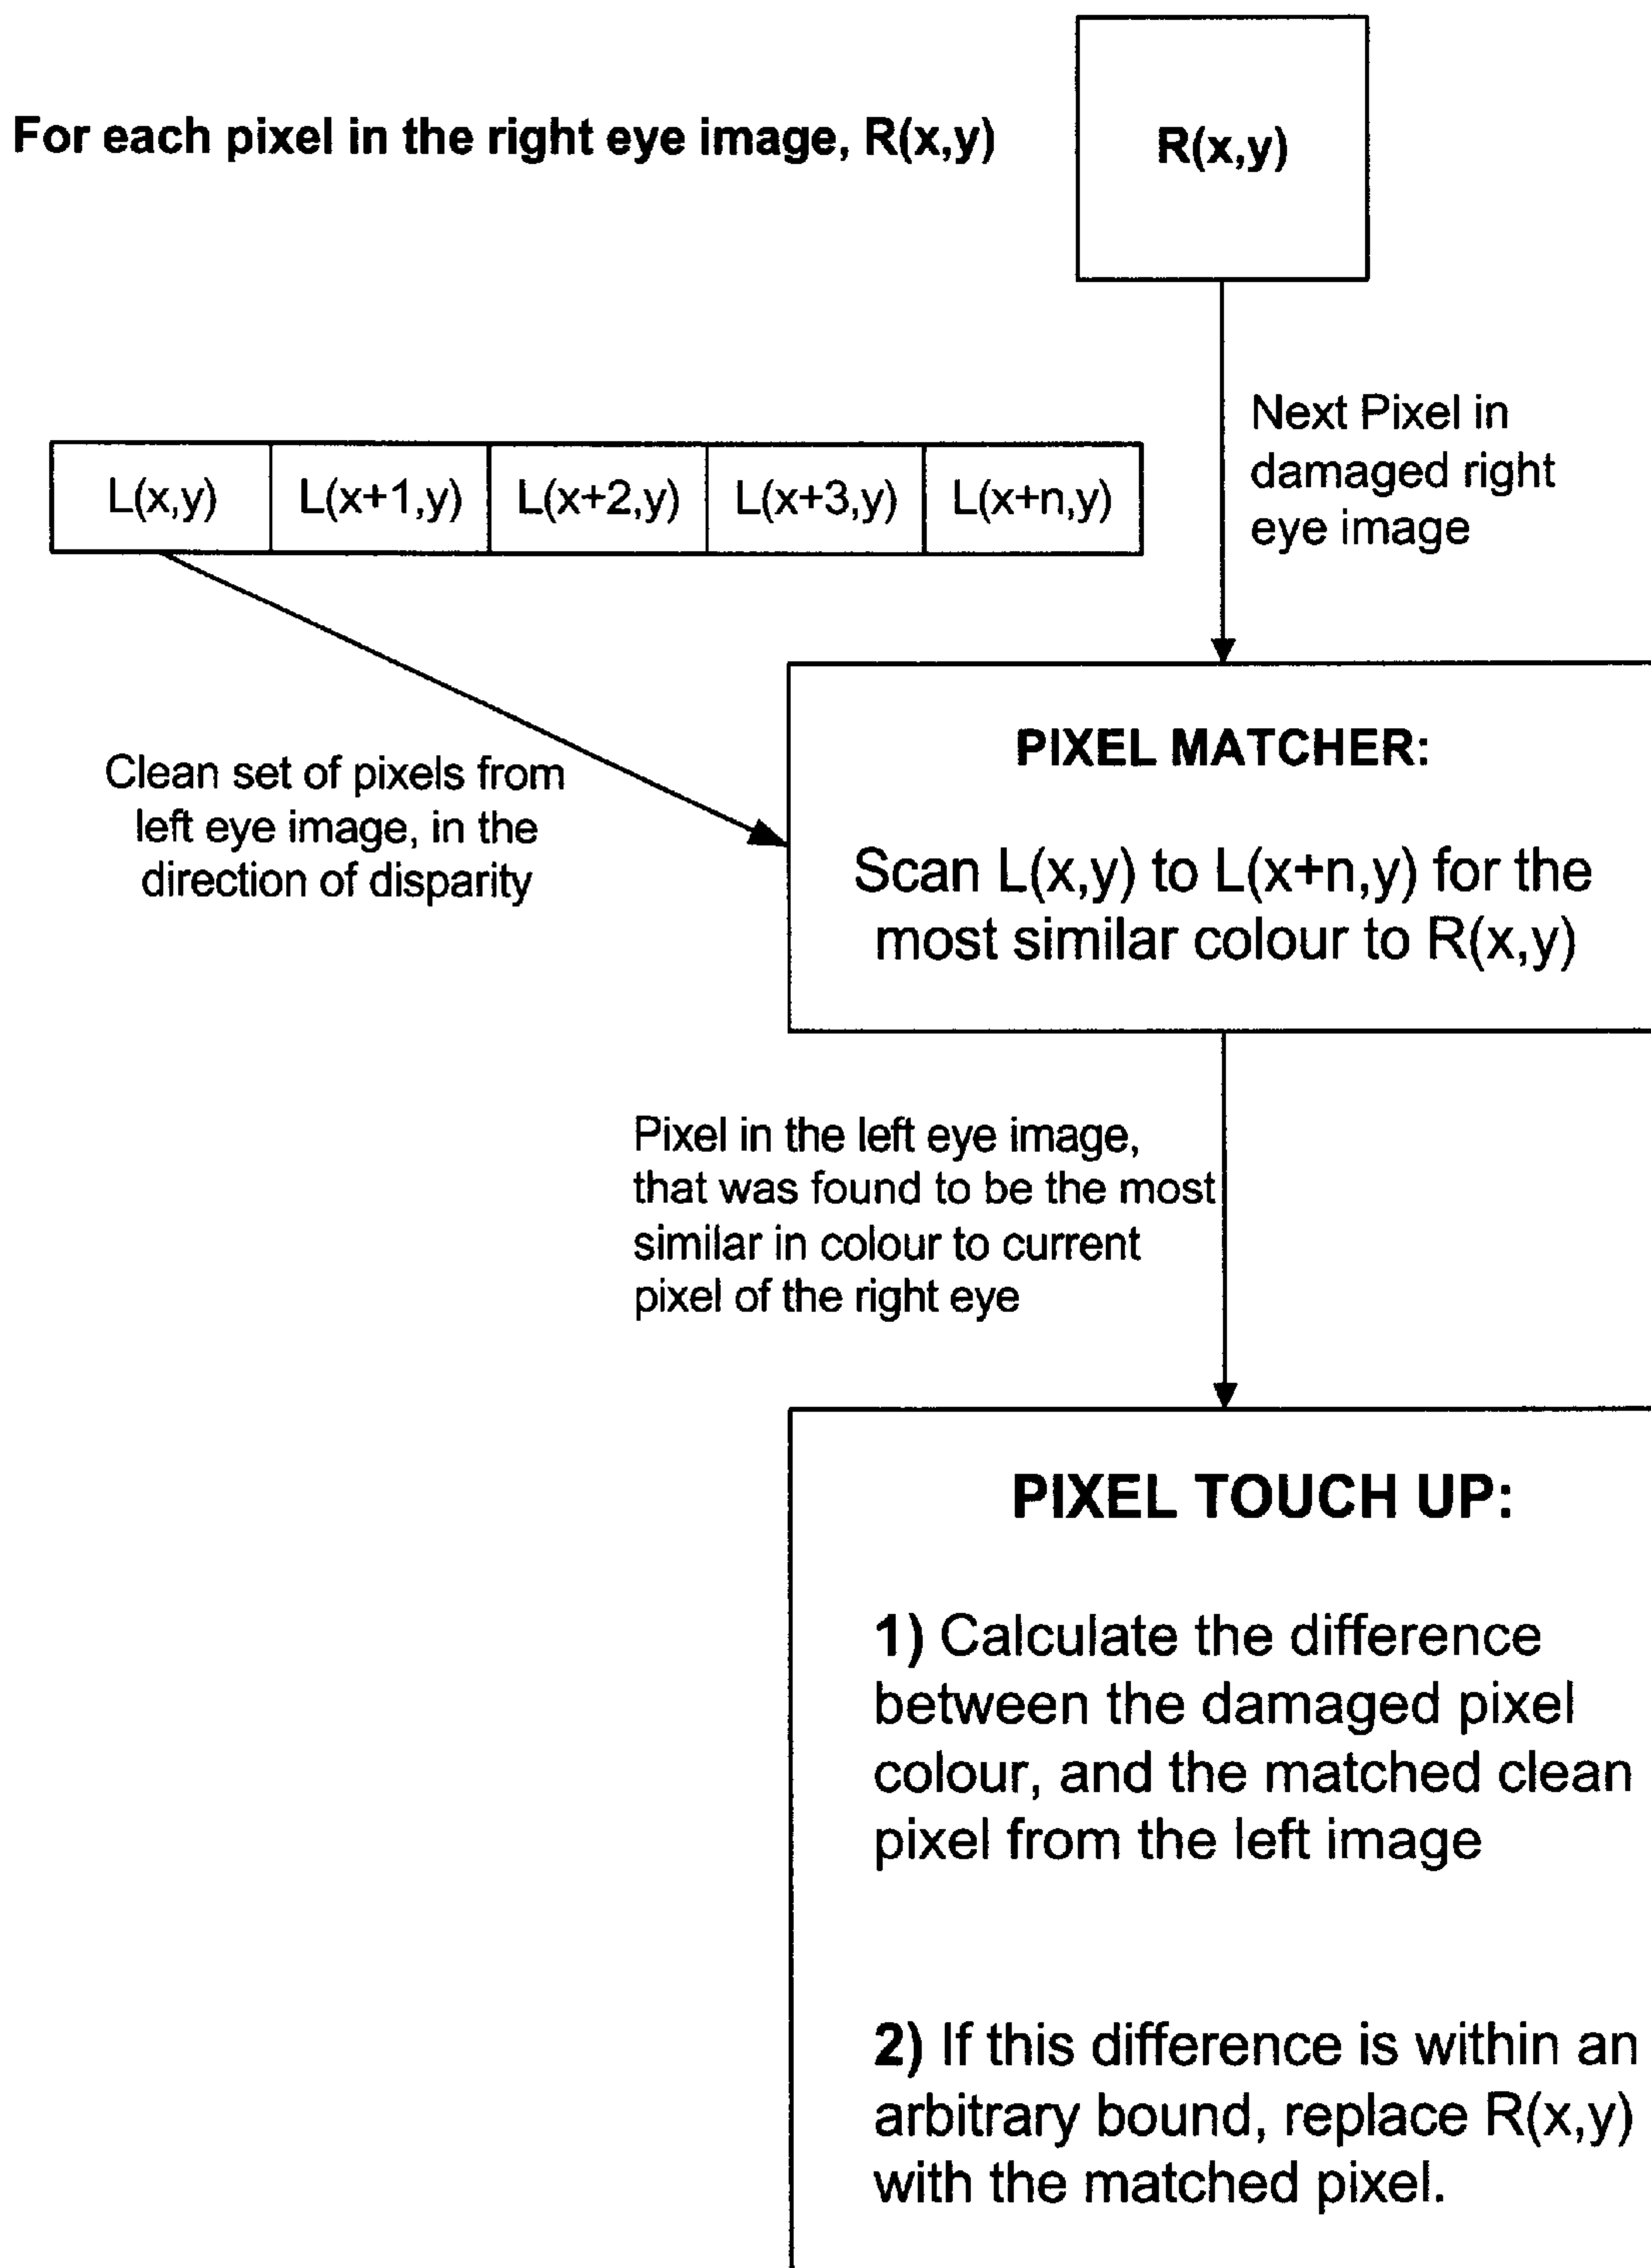 For each pixel in the right eye image, R(x,y)
R(x,y)
Next Pixel in
damaged right
eye image
L(x,y) L(x+1,y) L(x+2,y) L(x+3,y) L(x+n,y)
Clean set of pixels from
left eye image, in the
direction of disparity
PIXEL MATCHER:
Scan L(x,y) to L(x+n,y) for the
most similar colour to R(x,y)
Pixel in the left eye image,
that was found to be the most
similar in colour to current
pixel of the right eye
PIXEL TOUCH UP:
1) Calculate the difference
between the damaged pixel
colour, and the matched clean
pixel from the left image
2) If this difference is within an
arbitrary bound, replace R(x,y)
with the matched pixel.